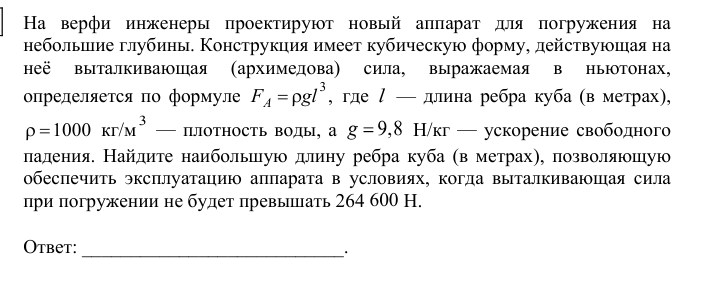 На верфи инженеры проектируют новый аппарат для погружения на
небольшие глубины. Конструкция имеет кубическую форму, действующая на
неё выталкивающая (архимедова) сила, выражаемая в ньютонах,
определяется по формуле F_A = ρgl³, где l — длина ребра куба (в метрах),
ρ = 1000 кг/м³ — плотность воды, а g = 9,8 Н/кг — ускорение свободного
падения. Найдите наибольшую длину ребра куба (в метрах), позволяющую
обеспечить эксплуатацию аппарата в условиях, когда выталкивающая сила
при погружении не будет превышать 264 600 Н.
Ответ: ___________________________.